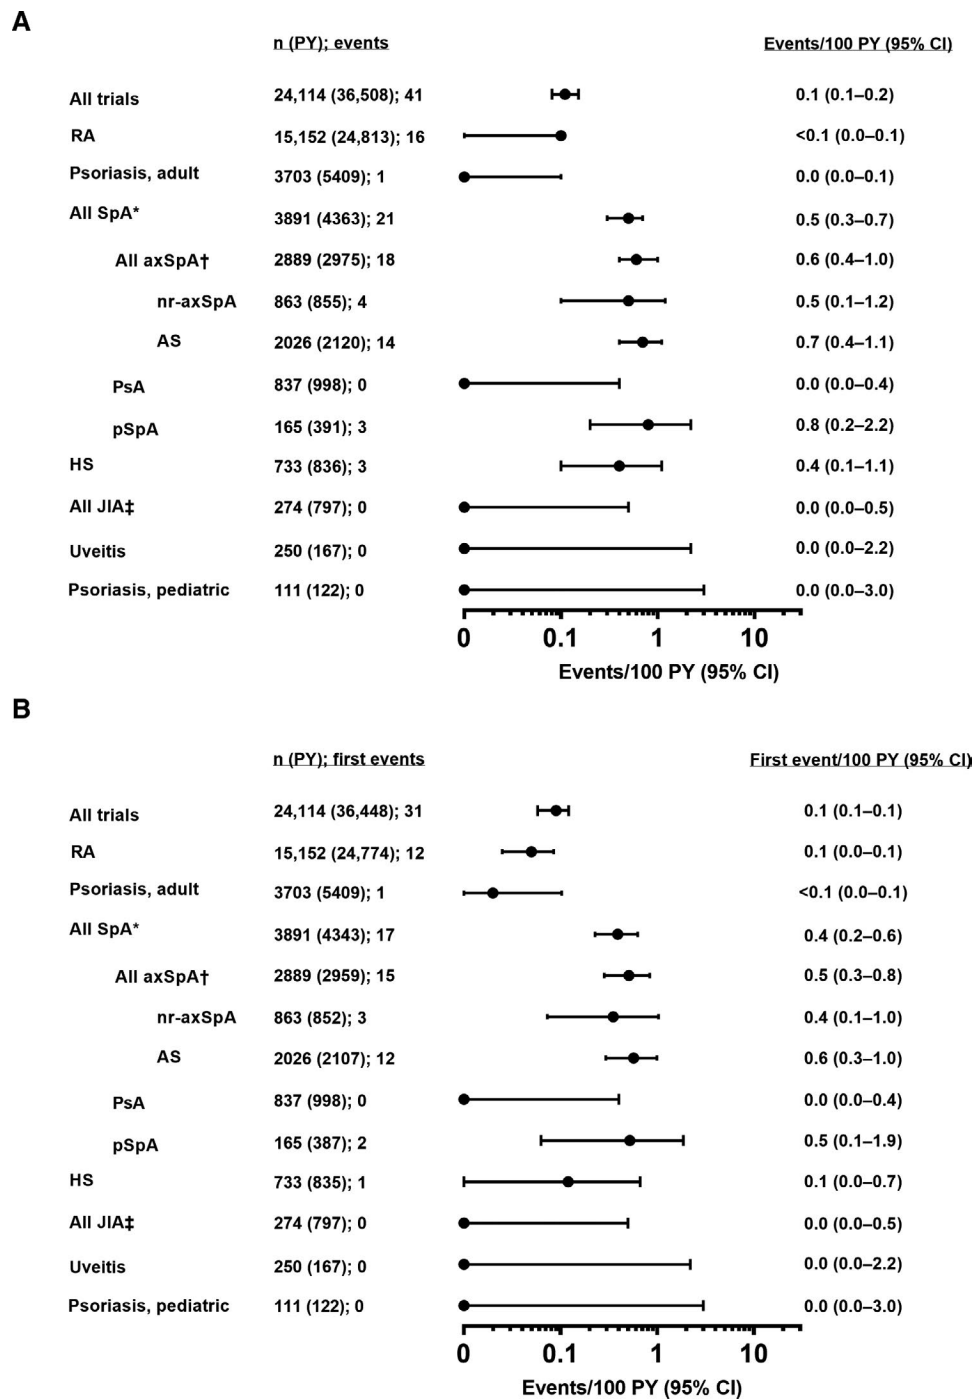 A
n (PY); events Events/100 PY (95% CI)
All trials 24,114 (36,508); 41 0.1 (0.1–0.2)
RA 15,152 (24,813); 16 <0.1 (0.0–0.1)
Psoriasis, adult 3703 (5409); 1 0.0 (0.0–0.1)
All SpA* 3891 (4363); 21 0.5 (0.3–0.7)
All axSpA† 2889 (2975); 18 0.6 (0.4–1.0)
nr-axSpA 863 (855); 4 0.5 (0.1–1.2)
AS 2026 (2120); 14 0.7 (0.4–1.1)
PsA 837 (998); 0 0.0 (0.0–0.4)
pSpA 165 (391); 3 0.8 (0.2–2.2)
HS 733 (836); 3 0.4 (0.1–1.1)
All JIA‡ 274 (797); 0 0.0 (0.0–0.5)
Uveitis 250 (167); 0 0.0 (0.0–2.2)
Psoriasis, pediatric 111 (122); 0 0.0 (0.0–3.0)
0 0.1 1 10
Events/100 PY (95% CI)
B
n (PY); first events First event/100 PY (95% CI)
All trials 24,114 (36,448); 31 0.1 (0.1–0.1)
RA 15,152 (24,774); 12 0.1 (0.0–0.1)
Psoriasis, adult 3703 (5409); 1 <0.1 (0.0–0.1)
All SpA* 3891 (4343); 17 0.4 (0.2–0.6)
All axSpA† 2889 (2959); 15 0.5 (0.3–0.8)
nr-axSpA 863 (852); 3 0.4 (0.1–1.0)
AS 2026 (2107); 12 0.6 (0.3–1.0)
PsA 837 (998); 0 0.0 (0.0–0.4)
pSpA 165 (387); 2 0.5 (0.1–1.9)
HS 733 (835); 1 0.1 (0.0–0.7)
All JIA‡ 274 (797); 0 0.0 (0.0–0.5)
Uveitis 250 (167); 0 0.0 (0.0–2.2)
Psoriasis, pediatric 111 (122); 0 0.0 (0.0–3.0)
0 0.1 1 10
Events/100 PY (95% CI)